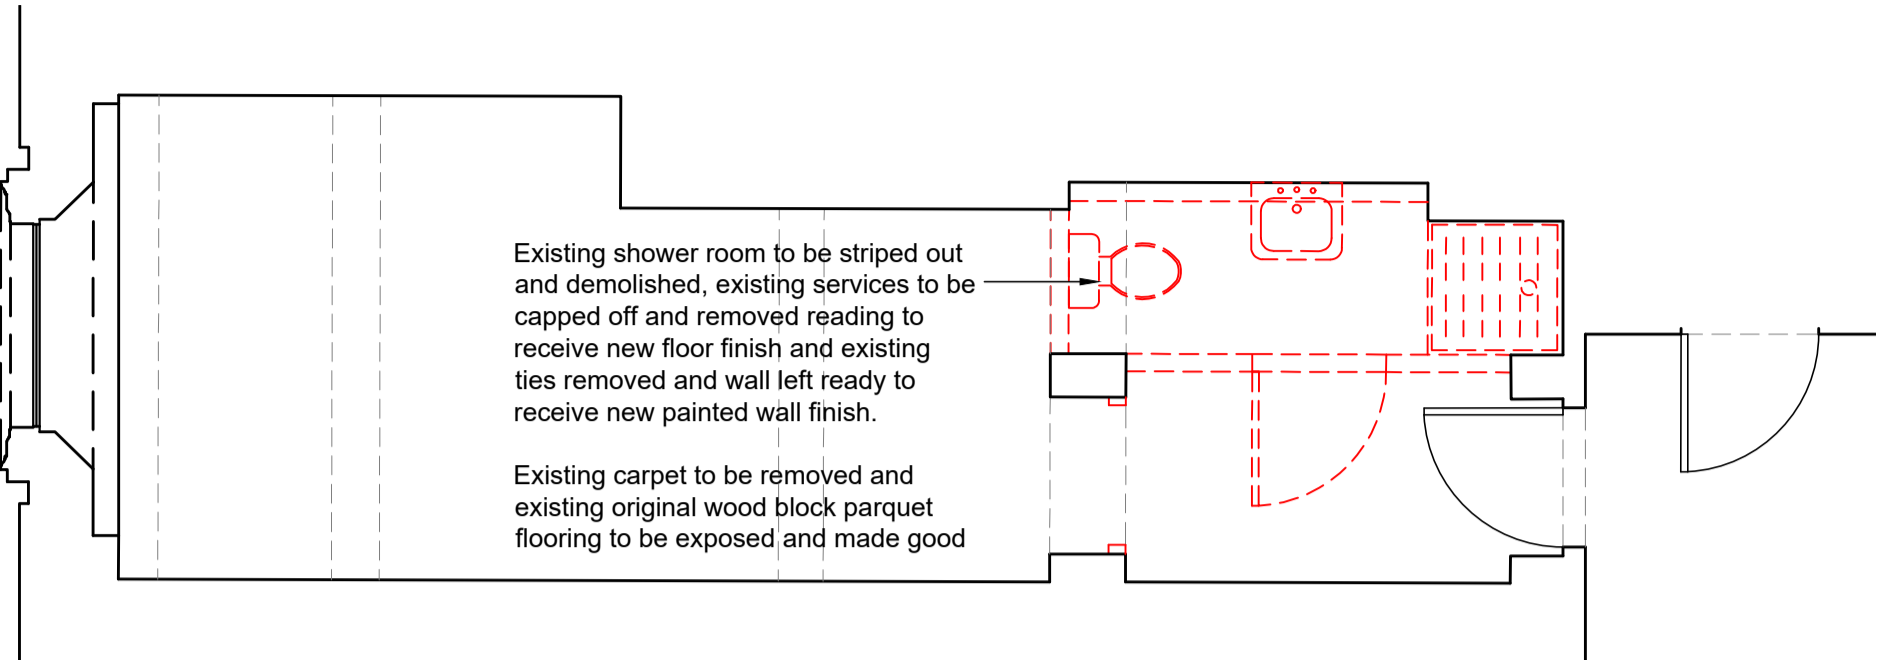 Existing shower room to be striped out
and demolished, existing services to be
capped off and removed reading to
receive new floor finish and existing
ties removed and wall left ready to
receive new painted wall finish.
Existing carpet to be removed and
existing original wood block parquet
flooring to be exposed and made good